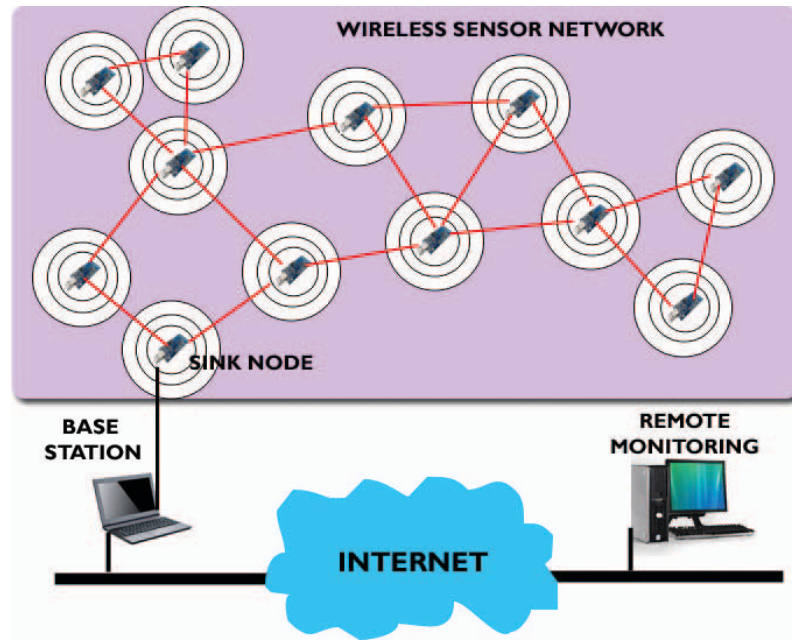 WIRELESS SENSOR NETWORK
SINK NODE
BASE
STATION
REMOTE
MONITORING
INTERNET